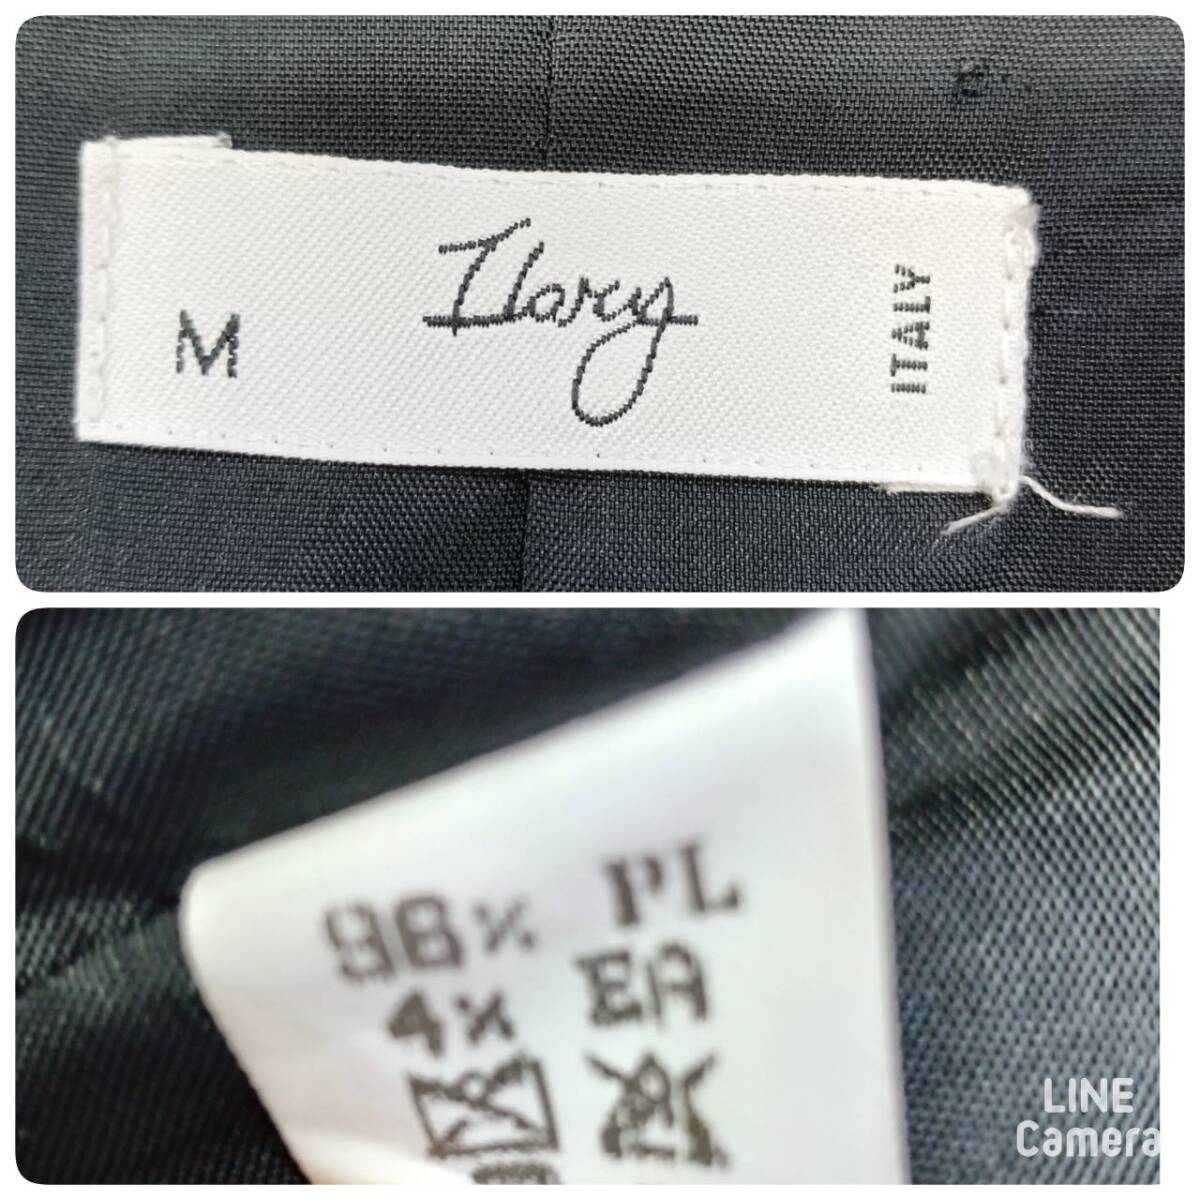 M
Ilary
ITALY
96% PL
4% EA
LINE
Camera